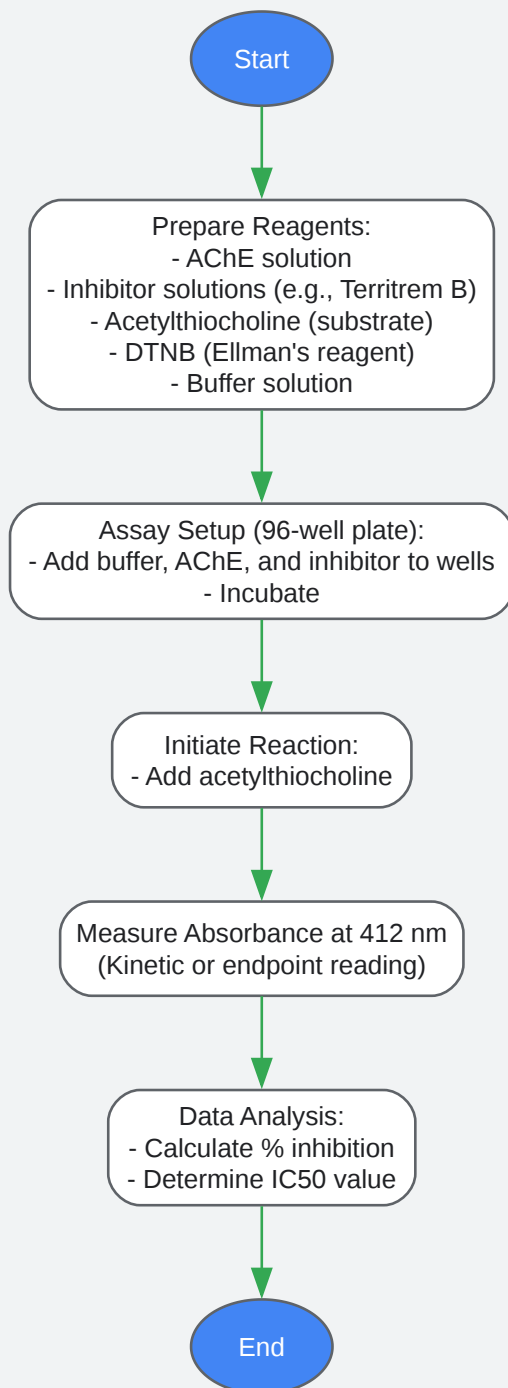 Start
Prepare Reagents:
- AChE solution
- Inhibitor solutions (e.g., Territrem B)
- Acetylthiocholine (substrate)
- DTNB (Ellman's reagent)
- Buffer solution
Assay Setup (96-well plate):
- Add buffer, AChE, and inhibitor to wells
- Incubate
Initiate Reaction:
- Add acetylthiocholine
Measure Absorbance at 412 nm
(Kinetic or endpoint reading)
Data Analysis:
- Calculate % inhibition
- Determine IC50 value
End